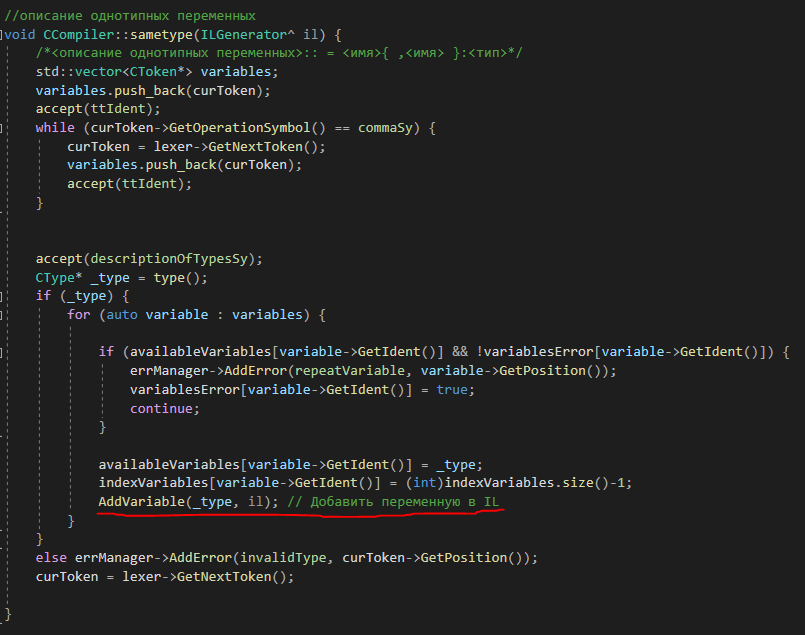 //описание однотипных переменных
void CCompiler::sametype(ILGenerator^ il) {
/*<описание однотипных переменных>:: = <имя>{ ,<имя> }:<тип>*/
std::vector<CToken*> variables;
variables.push_back(curToken);
accept(ttIdent);
while (curToken->GetOperationSymbol() == commaSy) {
curToken = lexer->GetNextToken();
variables.push_back(curToken);
accept(ttIdent);
}
accept(descriptionOfTypesSy);
CType* _type = type();
if (_type) {
for (auto variable : variables) {
if (availableVariables[variable->GetIdent()] && !variablesError[variable->GetIdent()]) {
errManager->AddError(repeatVariable, variable->GetPosition());
variablesError[variable->GetIdent()] = true;
continue;
}
availableVariables[variable->GetIdent()] = _type;
indexVariables[variable->GetIdent()] = (int)indexVariables.size()-1;
AddVariable(_type, il); // Добавить переменную в IL
}
}
else errManager->AddError(invalidType, curToken->GetPosition());
curToken = lexer->GetNextToken();
}